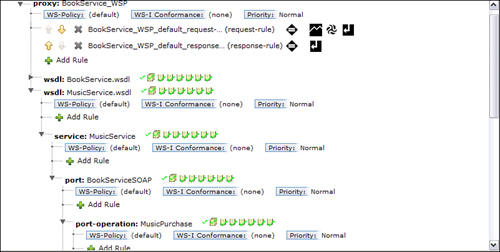 proxy: BookService_WSP
WS-Policy: (default) WS-I Conformance: (none) Priority: Normal
BookService_WSP_default_request-... (request-rule)
BookService_WSP_default_response... (response-rule)
Add Rule
wsdl: BookService.wsdl
wsdl: MusicService.wsdl
WS-Policy: (default) WS-I Conformance: (none) Priority: Normal
Add Rule
service: MusicService
WS-Policy: (default) WS-I Conformance: (none) Priority: Normal
Add Rule
port: BookServiceSOAP
WS-Policy: (default) WS-I Conformance: (none) Priority: Normal
Add Rule
port-operation: MusicPurchase
WS-Policy: (default) WS-I Conformance: (none) Priority: Normal
Add Rule